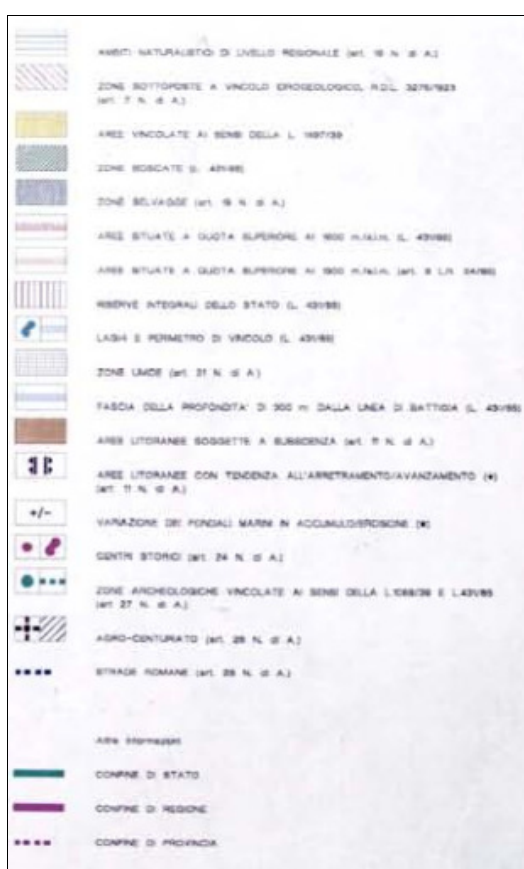 AMBITI NATURALISTICI DI LIVELLO REGIONALE (art. 19 N. di A.)
ZONE SOTTOPOSTE A VINCOLO IDROGEOLOGICO, R.D.L. 3276/1923
(art. 7 N. di A.)
AREE VINCOLATE AI SENSI DELLA L. 1497/39
ZONE BOSCATE (L. 431/85)
ZONE SELVAGGE (art. 19 N. di A.)
AREE SITUATE A QUOTA SUPERIORE AI 1600 m./s.l.m. (L. 431/85)
AREE SITUATE A QUOTA SUPERIORE AI 1900 m./s.l.m. (art. 6 L.R. 24/85)
RISERVE INTEGRALI DELLO STATO (L. 431/85)
LAGHI E PERIMETRO DI VINCOLO (L. 431/85)
ZONE UMIDE (art. 21 N. di A.)
FASCIA DELLA PROFONDITA' DI 300 m. DALLA LINEA DI BATTIGIA (L. 431/85)
AREE LITORANEE SOGGETTE A SUBSIDENZA (art. 11 N. di A.)
AREE LITORANEE CON TENDENZA ALL'ARRETRAMENTO/AVANZAMENTO (*)
(art. 11 N. di A.)
+/-
VARIAZIONE DEI FONDALI MARINI IN ACCUMULO/EROSIONE (*)
CENTRI STORICI (art. 24 N. di A.)
ZONE ARCHEOLOGICHE VINCOLATE AI SENSI DELLA L.1089/39 E L.431/85
(art. 27 N. di A.)
AGRO-CENTURIATO (art. 28 N. di A.)
STRADE ROMANE (art. 28 N. di A.)
Altre Informazioni
CONFINE DI STATO
CONFINE DI REGIONE
CONFINE DI PROVINCIA